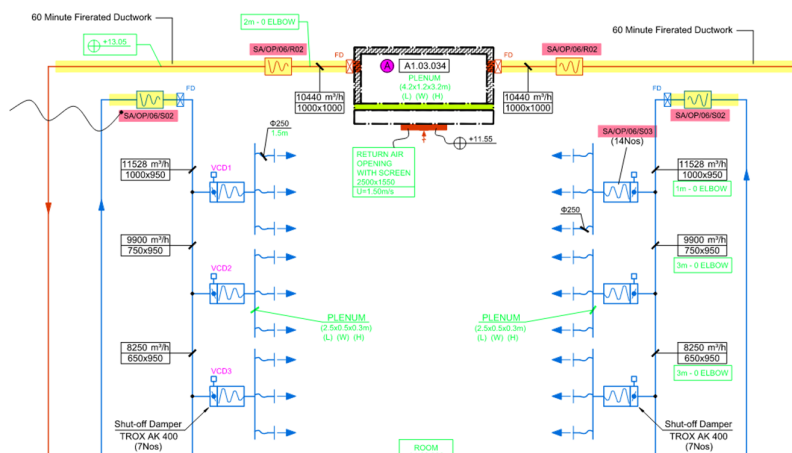 60 Minute Firerated Ductwork
2m - 0 ELBOW
60 Minute Firerated Ductwork
+13.05
SA/OP/06/R02
FD
A
A1.03.034
PLENUM
(4.2x1.2x3.2m)
(L) (W) (H)
FD
SA/OP/06/R02
FD
10440 m³/h
1000x1000
10440 m³/h
1000x1000
FD
SA/OP/06/S02
SA/OP/06/S02
Φ250
1.5m
+11.55
SA/OP/06/S03
(14Nos)
RETURN AIR
OPENING
WITH SCREEN
2500x1550
U=1.50m/s
11528 m³/h
1000x950
VCD1
11528 m³/h
1000x950
1m - 0 ELBOW
Φ250
9900 m³/h
750x950
VCD2
9900 m³/h
750x950
3m - 0 ELBOW
PLENUM
(2.5x0.5x0.3m)
(L) (W) (H)
PLENUM
(2.5x0.5x0.3m)
(L) (W) (H)
8250 m³/h
650x950
VCD3
8250 m³/h
650x950
3m - 0 ELBOW
Shut-off Damper
TROX AK 400
(7Nos)
Shut-off Damper
TROX AK 400
(7Nos)
ROOM